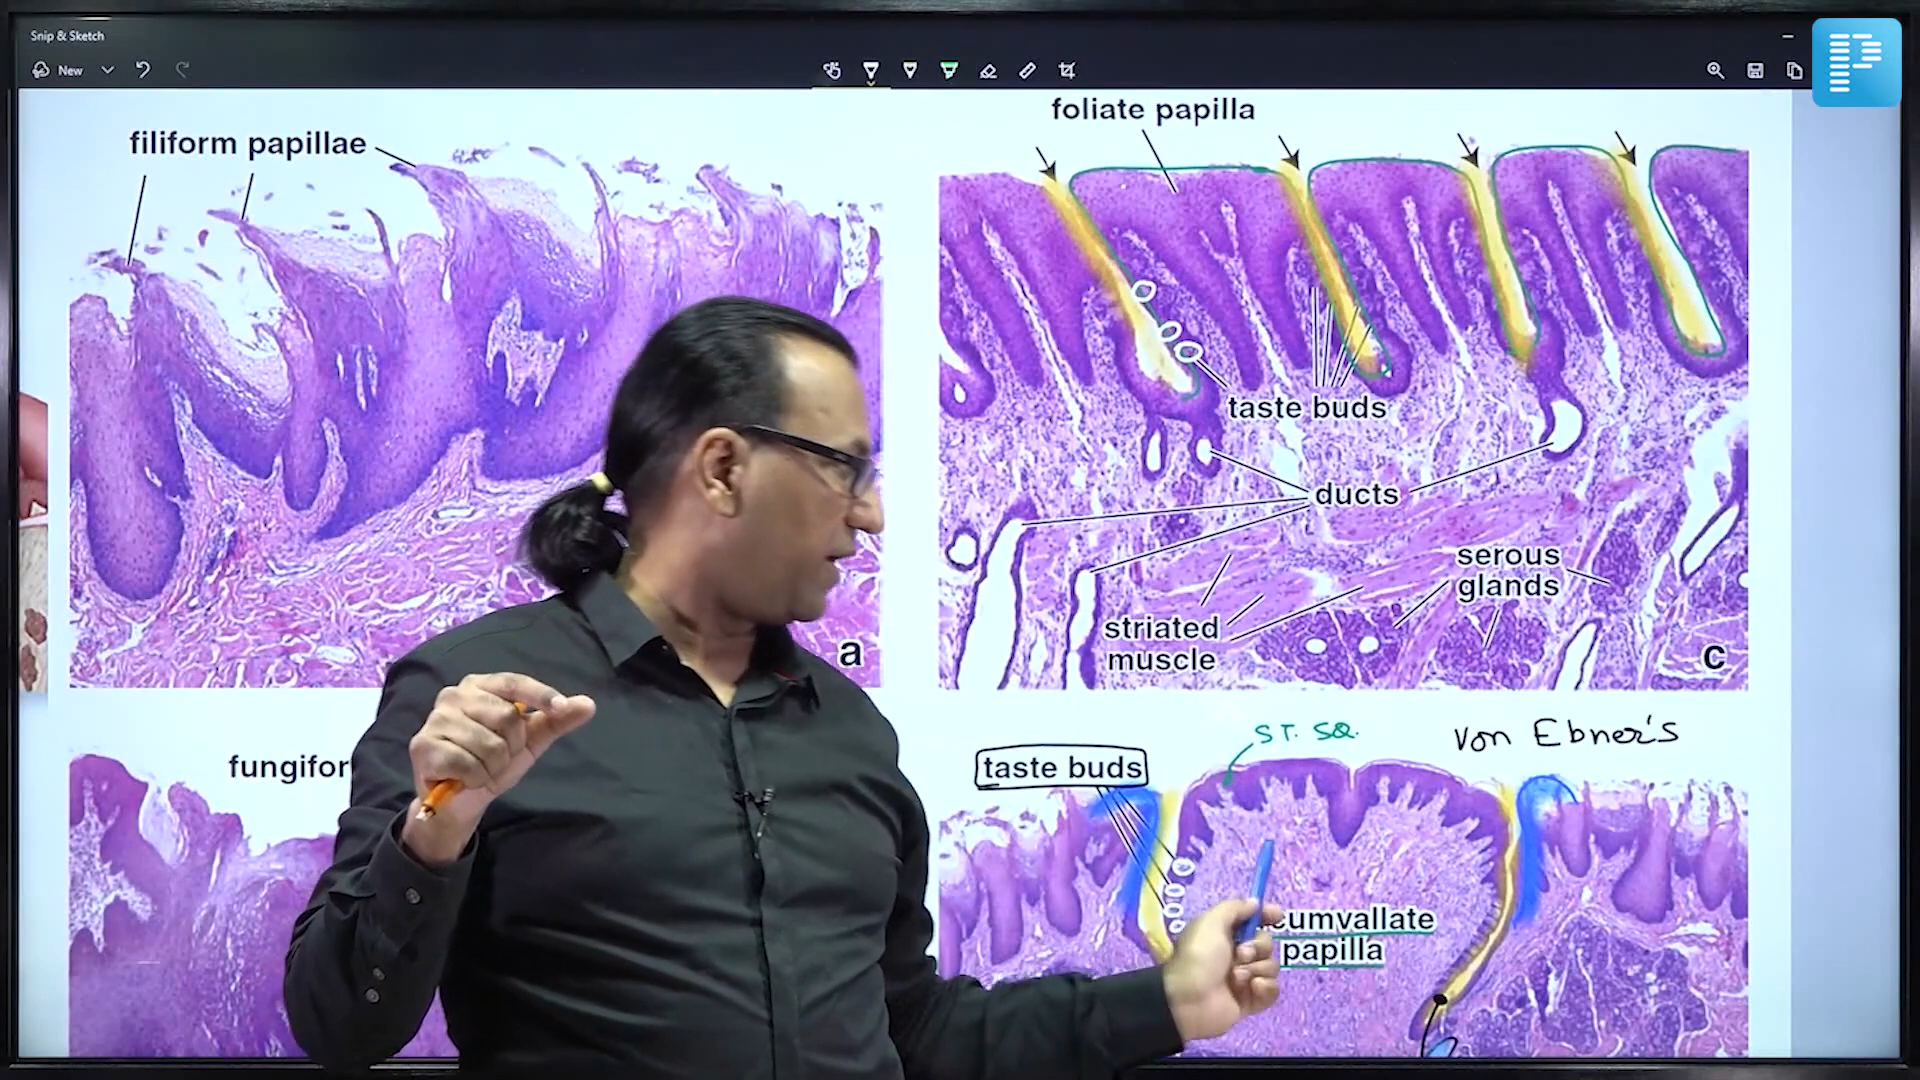 Snip & Sketch
New
filiform papillae
foliate papilla
taste buds
ducts
serous
glands
striated
muscle
a
c
ST. SQ.
Von Ebner's
fungifor
taste buds
cumvallate
papilla